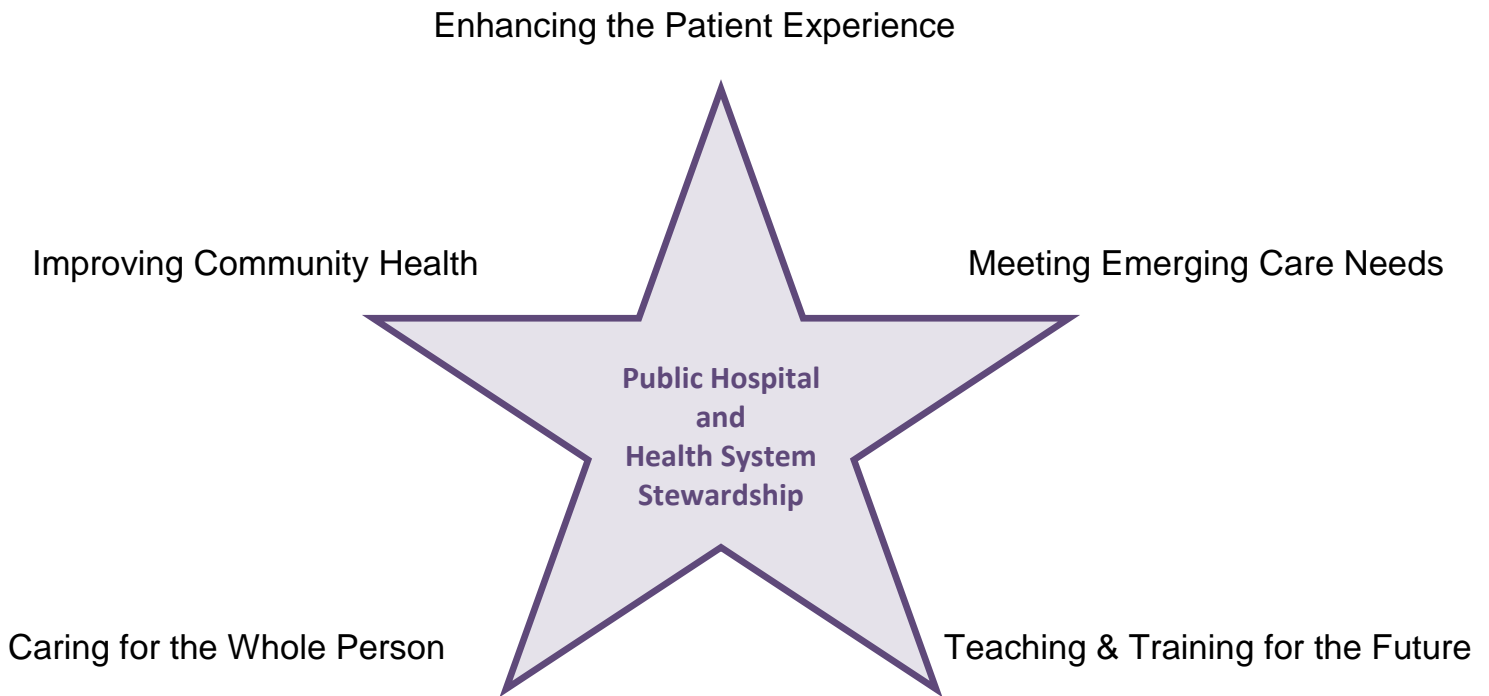 Enhancing the Patient Experience
Improving Community Health
Meeting Emerging Care Needs
Public Hospital
and
Health System
Stewardship
Caring for the Whole Person
Teaching & Training for the Future